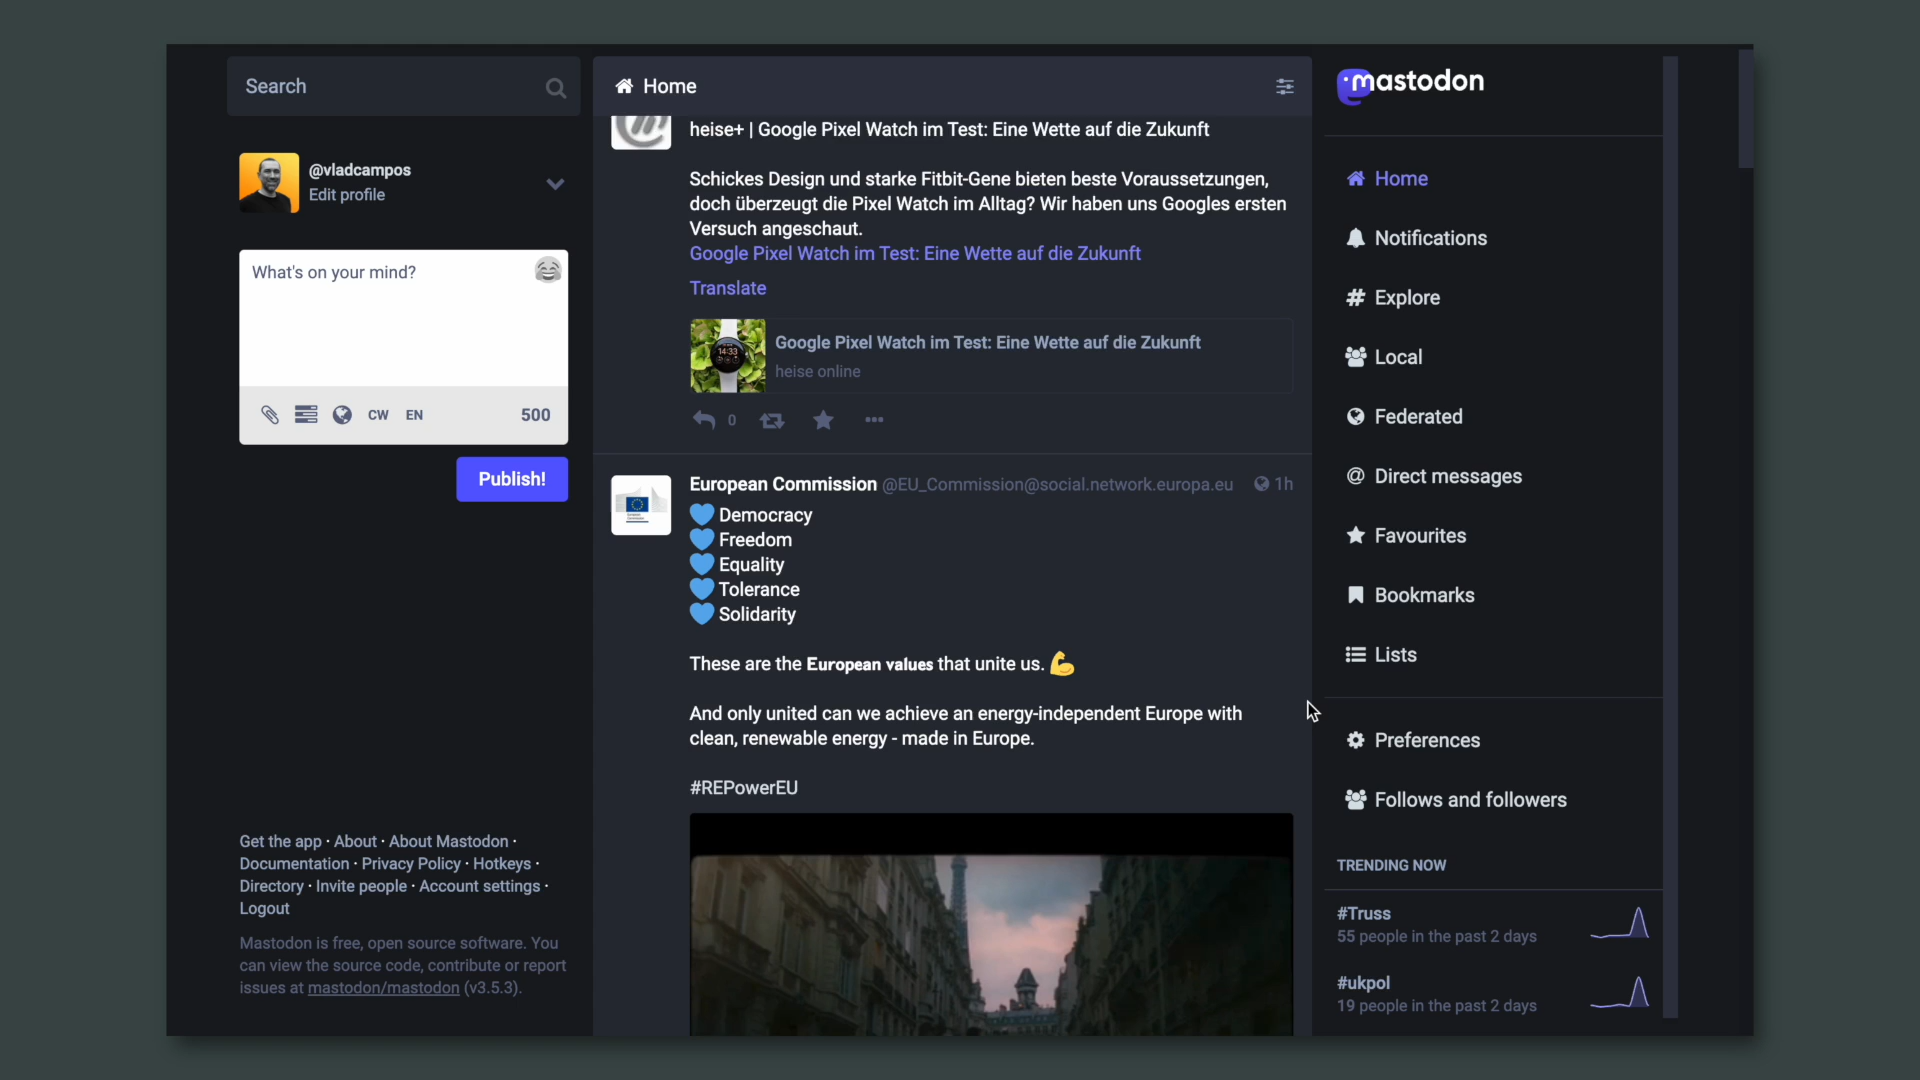 Search
@vladcampos
Edit profile
What's on your mind?
CW EN 500
Publish!
Get the app · About · About Mastodon ·
Documentation · Privacy Policy · Hotkeys ·
Directory · Invite people · Account settings ·
Logout
Mastodon is free, open source software. You
can view the source code, contribute or report
issues at mastodon/mastodon (v3.5.3).
Home
heise+ | Google Pixel Watch im Test: Eine Wette auf die Zukunft
Schickes Design und starke Fitbit-Gene bieten beste Voraussetzungen,
doch überzeugt die Pixel Watch im Alltag? Wir haben uns Googles ersten
Versuch angeschaut.
Google Pixel Watch im Test: Eine Wette auf die Zukunft
Translate
14:33
Google Pixel Watch im Test: Eine Wette auf die Zukunft
heise online
0
European Commission @EU_Commission@social.network.europa.eu 1h
💙 Democracy
💙 Freedom
💙 Equality
💙 Tolerance
💙 Solidarity
These are the European values that unite us. 💪
And only united can we achieve an energy-independent Europe with
clean, renewable energy - made in Europe.
#REPowerEU
mastodon
Home
Notifications
Explore
Local
Federated
Direct messages
Favourites
Bookmarks
Lists
Preferences
Follows and followers
TRENDING NOW
#Truss
55 people in the past 2 days
#ukpol
19 people in the past 2 days